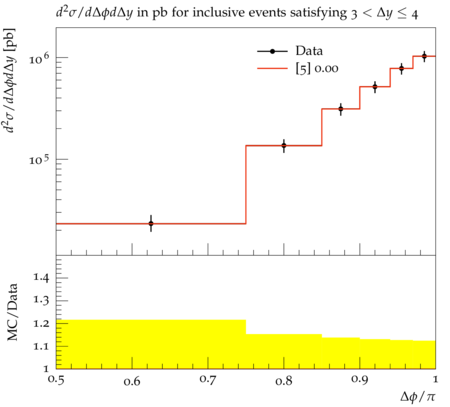 d²σ/dΔϕdΔy in pb for inclusive events satisfying 3 < Δy ≤ 4
d²σ/dΔϕdΔy [pb]
10⁶
10⁵
Data
[5] 0.00
MC/Data
1.4
1.3
1.2
1.1
1
0.5 0.6 0.7 0.8 0.9 1
Δϕ/π